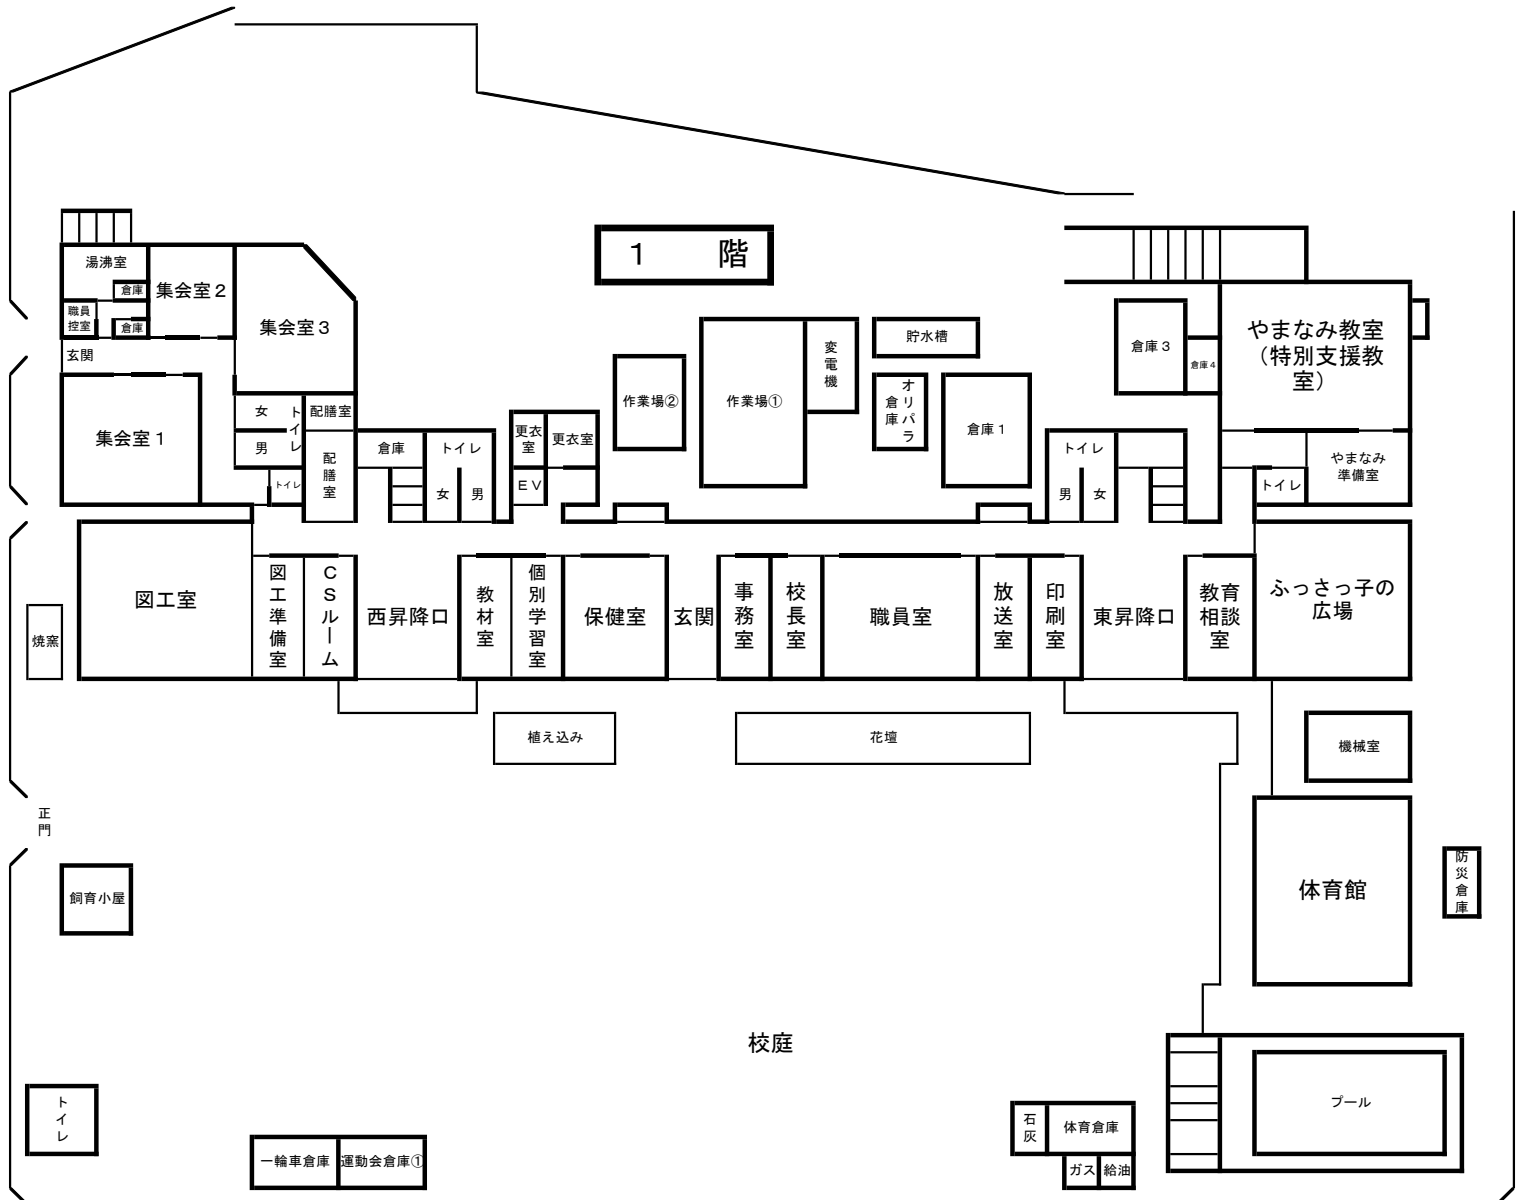 １　階
湯沸室
倉庫
集会室２
職員
控室
倉庫
集会室３
玄関
集会室１
女
男
トイレ
配膳室
トイレ
配膳室
倉庫
トイレ
女
男
更衣
室
更衣室
ＥＶ
作業場②
作業場①
変電機
貯水槽
オリパラ
倉庫
倉庫１
倉庫３
倉庫４
やまなみ教室
（特別支援教
室）
トイレ
男
女
やまなみ
準備室
トイレ
図工室
図工準備室
ＣＳルーム
西昇降口
教材室
個別学習室
保健室
玄関
事務室
校長室
職員室
放送室
印刷室
東昇降口
教育
相談
室
ふっさっ子の
広場
焼窯
植え込み
花壇
機械室
正門
飼育小屋
体育館
防災倉庫
校庭
トイレ
一輪車倉庫
運動会倉庫①
石灰
体育倉庫
ガス
給油
プール